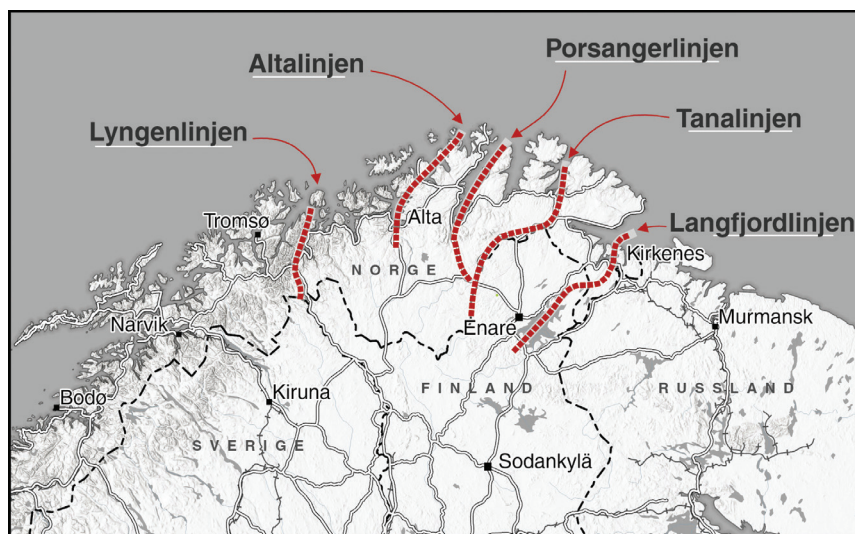 Porsangerlinjen
Altalinjen
Tanalinjen
Lyngenlinjen
Langfjordlinjen
Tromsø
Alta
Kirkenes
NORGE
Narvik
Enare
Murmansk
Bodø
Kiruna
FINLAND
RUSSLAND
SVERIGE
Sodankylä